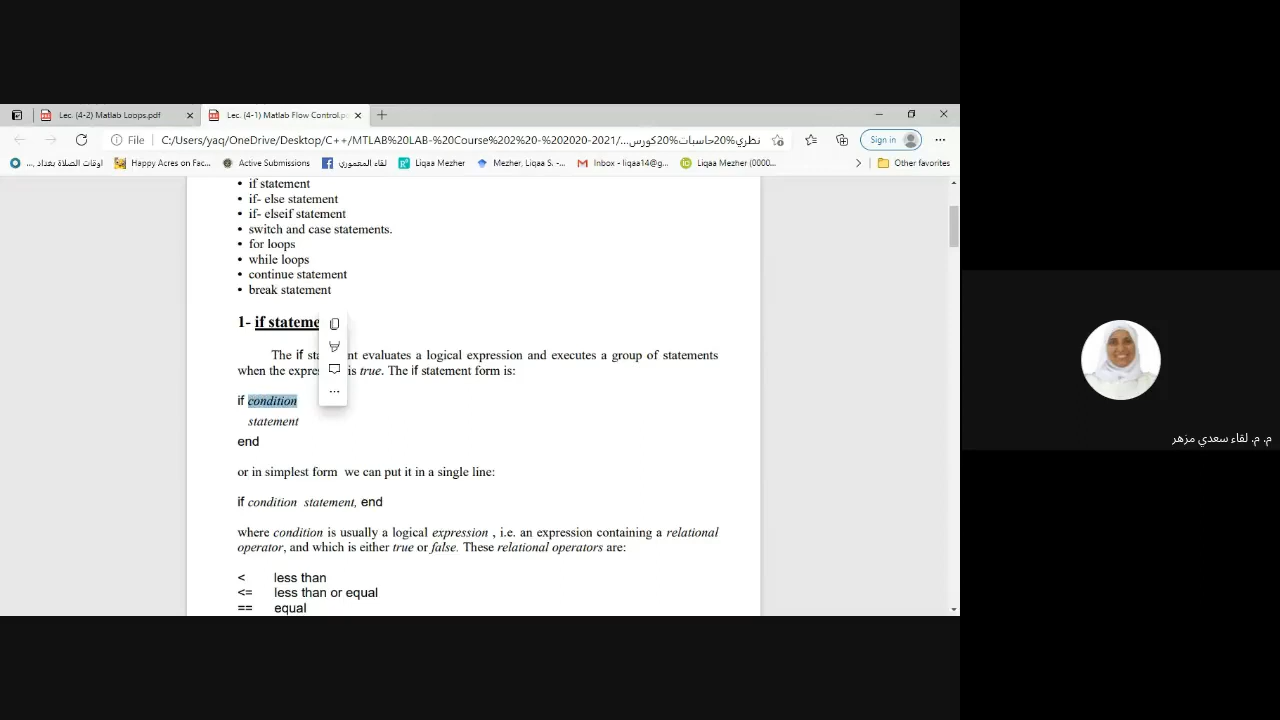 Lec. (4-2) Matlab Loops.pdf
Lec. (4-1) Matlab Flow Control.p
File
C:/Users/yaq/OneDrive/Desktop/C++/MTLAB%20LAB-%20Course%202%20-%202020-2021/...نظري%20حاسبات%20كورس
Sign in
اوقات الصلاة بغداد, ...
Happy Acres on Fac...
Active Submissions
لقاء المعموري
Liqaa Mezher
Mezher, Liqaa S. -...
Inbox - liqaa14@g...
Liqaa Mezher (0000...
Other favorites
• if statement
• if- else statement
• if- elseif statement
• switch and case statements.
• for loops
• while loops
• continue statement
• break statement
1- if stateme
The if sta nt evaluates a logical expression and executes a group of statements
when the expres is true. The if statement form is:
if condition
statement
end
or in simplest form we can put it in a single line:
if condition statement, end
where condition is usually a logical expression , i.e. an expression containing a relational
operator, and which is either true or false. These relational operators are:
< less than
<= less than or equal
== equal
م. م. لقاء سعدي مزهر